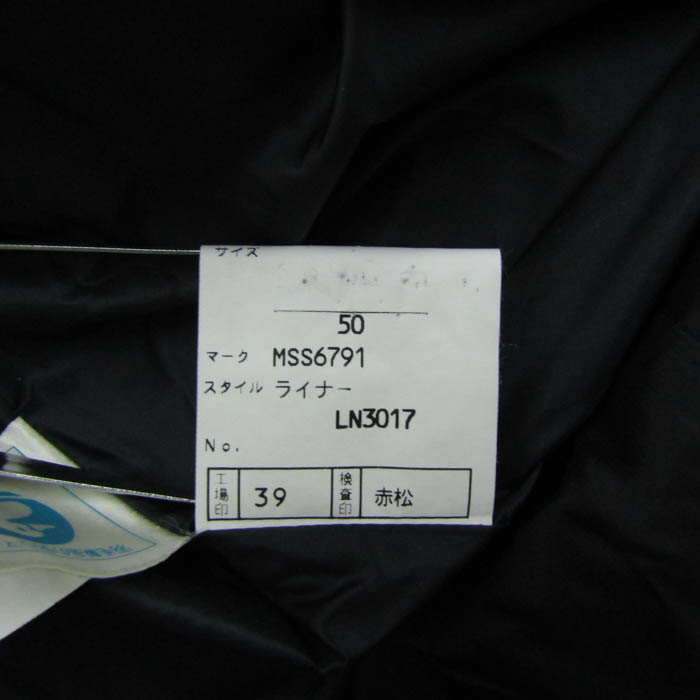 サイズ
50
マーク MSS6791
スタイル ライナー
LN3017
No.
工場印 39 検査印 赤松